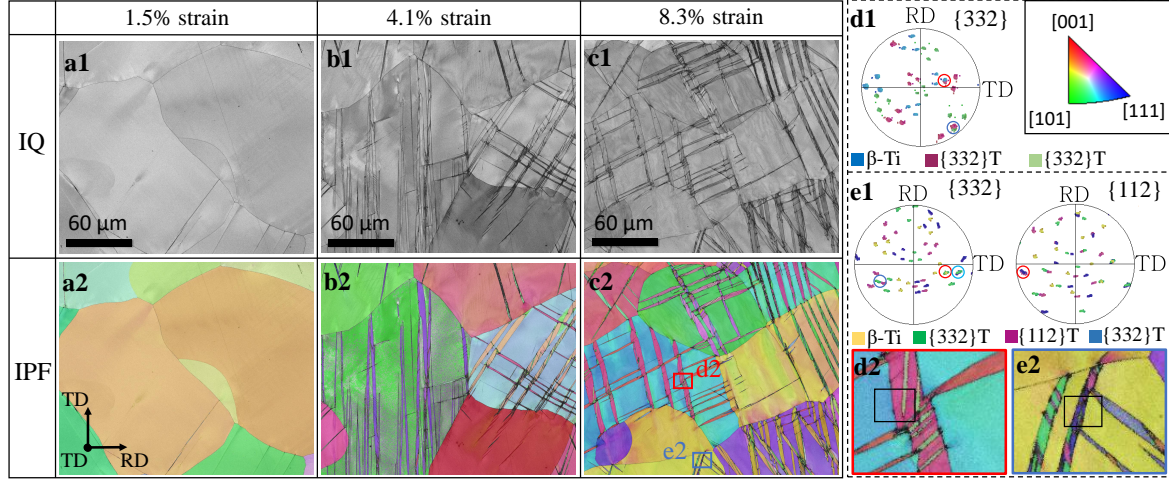 1.5% strain
4.1% strain
8.3% strain
IQ
IPF
a1
60 μm
b1
60 μm
c1
60 μm
a2
TD
TD
RD
b2
c2
d2
e2
d1
RD
{332}
TD
β-Ti
{332}T
{332}T
[001]
[101]
[111]
e1
RD
{332}
TD
RD
{112}
TD
β-Ti
{332}T
{112}T
{332}T
d2
e2